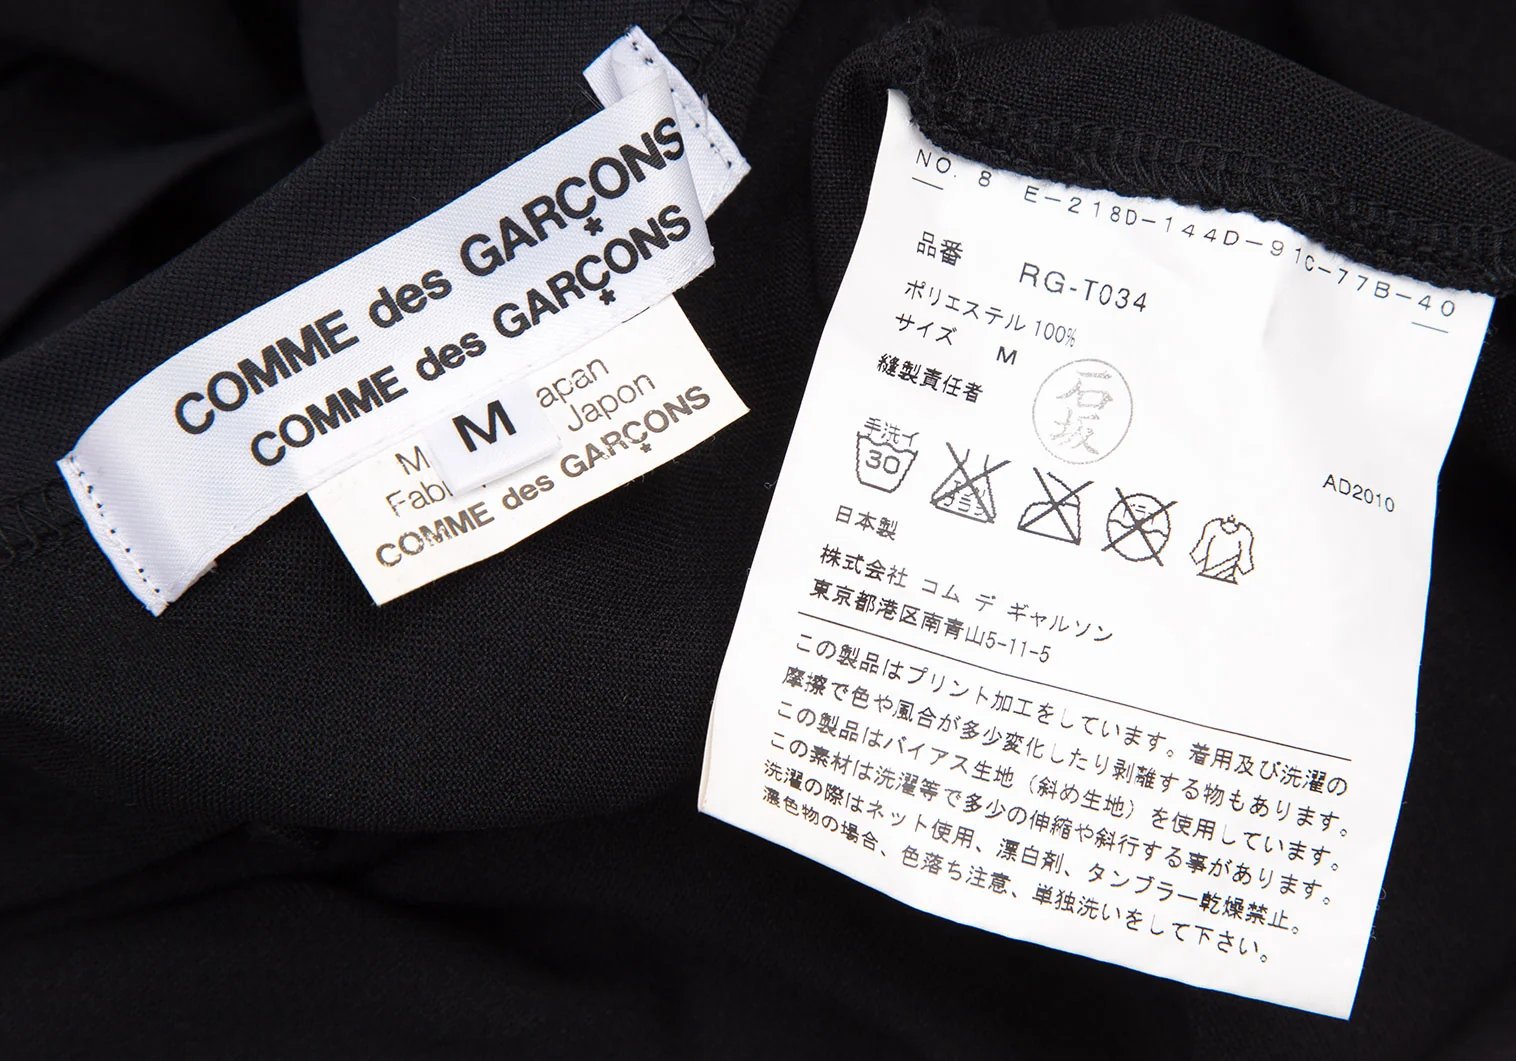 COMME des GARÇONS
COMME des GARÇONS
M
apan
Japon
COMME des GARÇONS
NO. 8 E-218D-144D-91C-77B-40
品番 RG-T034
ポリエステル 100%
サイズ M
縫製責任者
石坂
手洗イ
30
ドライ
AD2010
日本製
株式会社 コム デ ギャルソン
東京都港区南青山5-11-5
この製品はプリント加工をしています。着用及び洗濯の
摩擦で色や風合が多少変化したり剥離する物もあります。
この製品はバイアス生地（斜め生地）を使用しています。
この素材は洗濯等で多少の伸縮や斜行する事があります。
洗濯の際はネット使用、漂白剤、タンブラー乾燥禁止。
濃色物の場合、色落ち注意、単独洗いをして下さい。